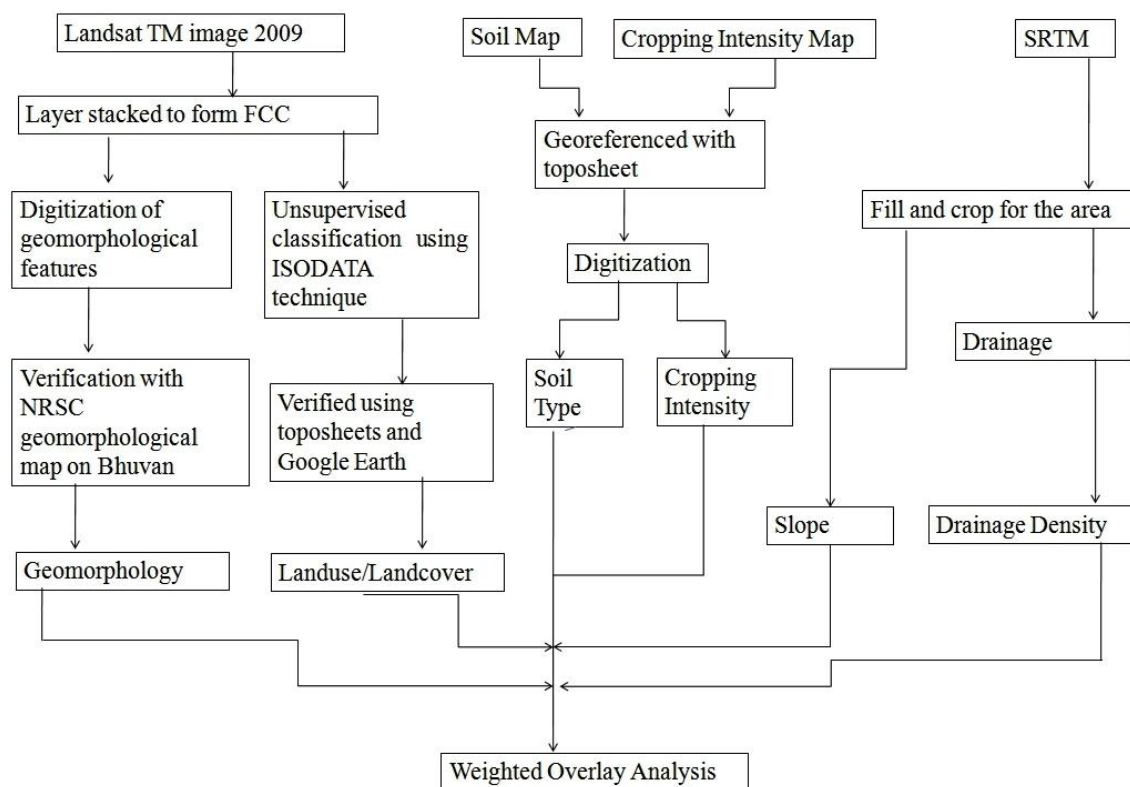 Landsat TM image 2009
Soil Map
Cropping Intensity Map
SRTM
Layer stacked to form FCC
Georeferenced with
toposheet
Digitization of
geomorphological
features
Unsupervised
classification using
ISODATA
technique
Fill and crop for the area
Digitization
Drainage
Verification with
NRSC
geomorphological
map on Bhuvan
Verified using
toposheets and
Google Earth
Soil
Type
Cropping
Intensity
Slope
Drainage Density
Geomorphology
Landuse/Landcover
Weighted Overlay Analysis